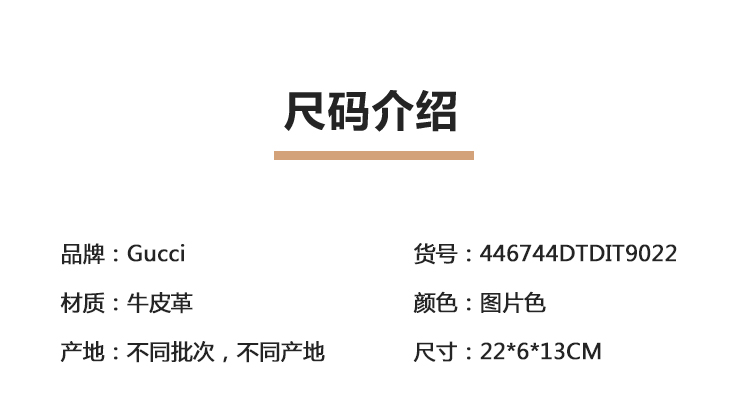 尺码介绍
品牌：Gucci
货号：446744DTDIT9022
材质：牛皮革
颜色：图片色
产地：不同批次，不同产地
尺寸：22*6*13CM